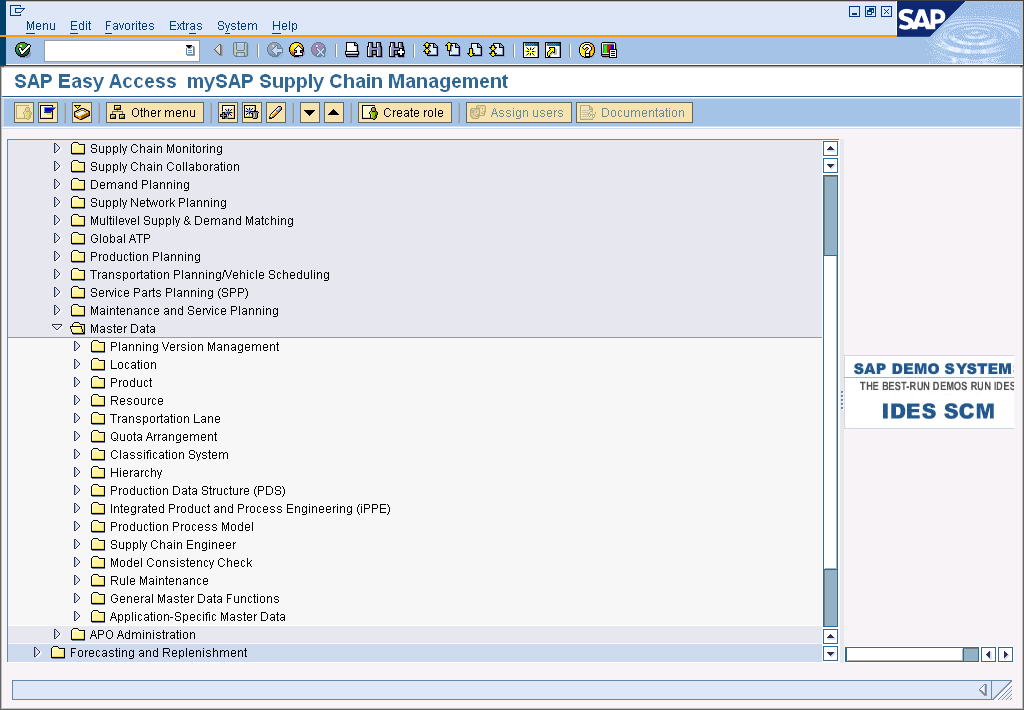 Menu Edit Favorites Extras System Help
SAP
SAP Easy Access mySAP Supply Chain Management
Other menu Create role Assign users Documentation
Supply Chain Monitoring
Supply Chain Collaboration
Demand Planning
Supply Network Planning
Multilevel Supply & Demand Matching
Global ATP
Production Planning
Transportation Planning/Vehicle Scheduling
Service Parts Planning (SPP)
Maintenance and Service Planning
Master Data
Planning Version Management
Location
Product
Resource
Transportation Lane
Quota Arrangement
Classification System
Hierarchy
Production Data Structure (PDS)
Integrated Product and Process Engineering (iPPE)
Production Process Model
Supply Chain Engineer
Model Consistency Check
Rule Maintenance
General Master Data Functions
Application-Specific Master Data
APO Administration
Forecasting and Replenishment
SAP DEMO SYSTEM
THE BEST-RUN DEMOS RUN IDES
IDES SCM